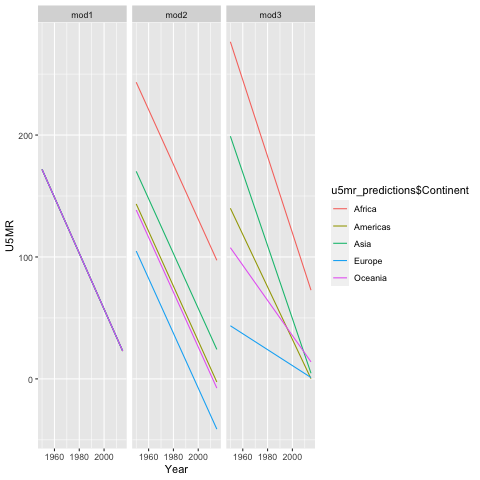 mod1 mod2 mod3
200
100
0
U5MR
1960 1980 2000 1960 1980 2000 1960 1980 2000
Year
u5mr_predictions$Continent
Africa
Americas
Asia
Europe
Oceania